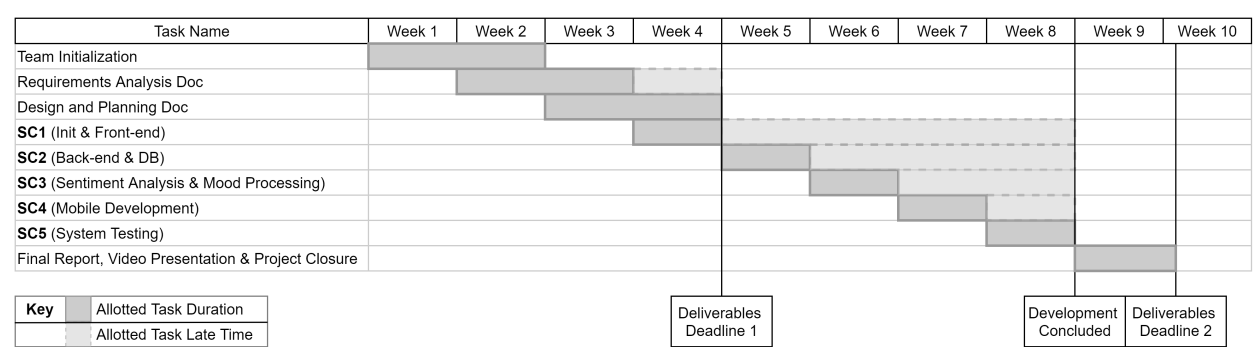 Task Name Week 1 Week 2 Week 3 Week 4 Week 5 Week 6 Week 7 Week 8 Week 9 Week 10
Team Initialization
Requirements Analysis Doc
Design and Planning Doc
SC1 (Init & Front-end)
SC2 (Back-end & DB)
SC3 (Sentiment Analysis & Mood Processing)
SC4 (Mobile Development)
SC5 (System Testing)
Final Report, Video Presentation & Project Closure
Key Allotted Task Duration
Allotted Task Late Time
Deliverables
Deadline 1
Development
Concluded
Deliverables
Deadline 2